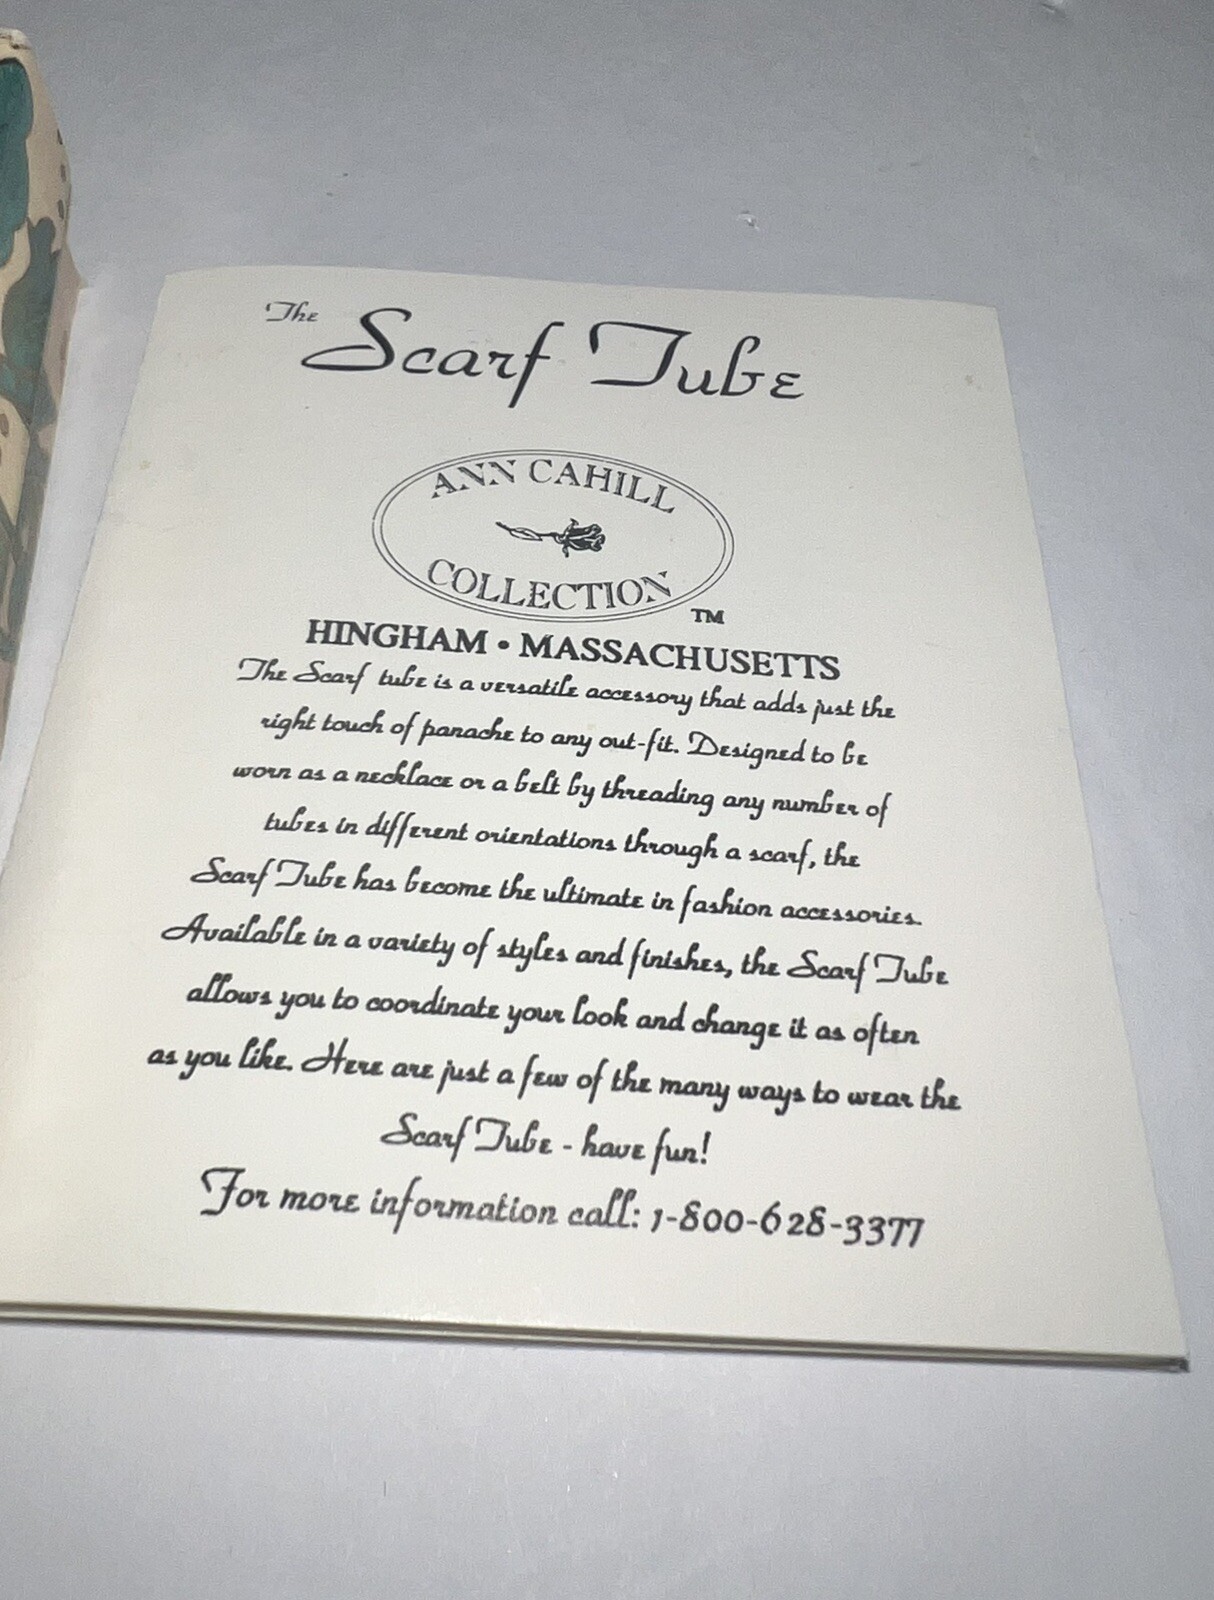 The Scarf Tube
ANN CAHILL
COLLECTION
TM
HINGHAM • MASSACHUSETTS
The Scarf tube is a versatile accessory that adds just the
right touch of panache to any out-fit. Designed to be
worn as a necklace or a belt by threading any number of
tubes in different orientations through a scarf, the
Scarf Tube has become the ultimate in fashion accessories.
Available in a variety of styles and finishes, the Scarf Tube
allows you to coordinate your look and change it as often
as you like. Here are just a few of the many ways to wear the
Scarf Tube - have fun!
For more information call: 1-800-628-3377